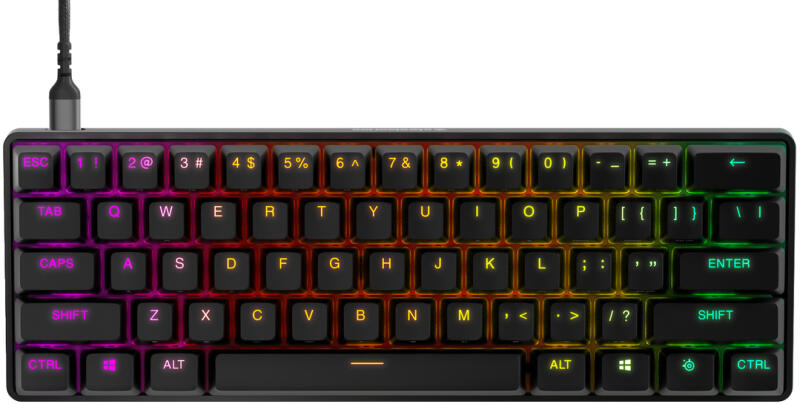 ESC 1 ! 2 @ 3 # 4 $ 5 % 6 ^ 7 & 8 * 9 ( 0 ) - _ = + ←
TAB Q W E R T Y U I O P [ { ] } \ |
CAPS A S D F G H J K L ; : ' " ENTER
SHIFT Z X C V B N M , < . > / ? SHIFT
CTRL ALT ALT CTRL